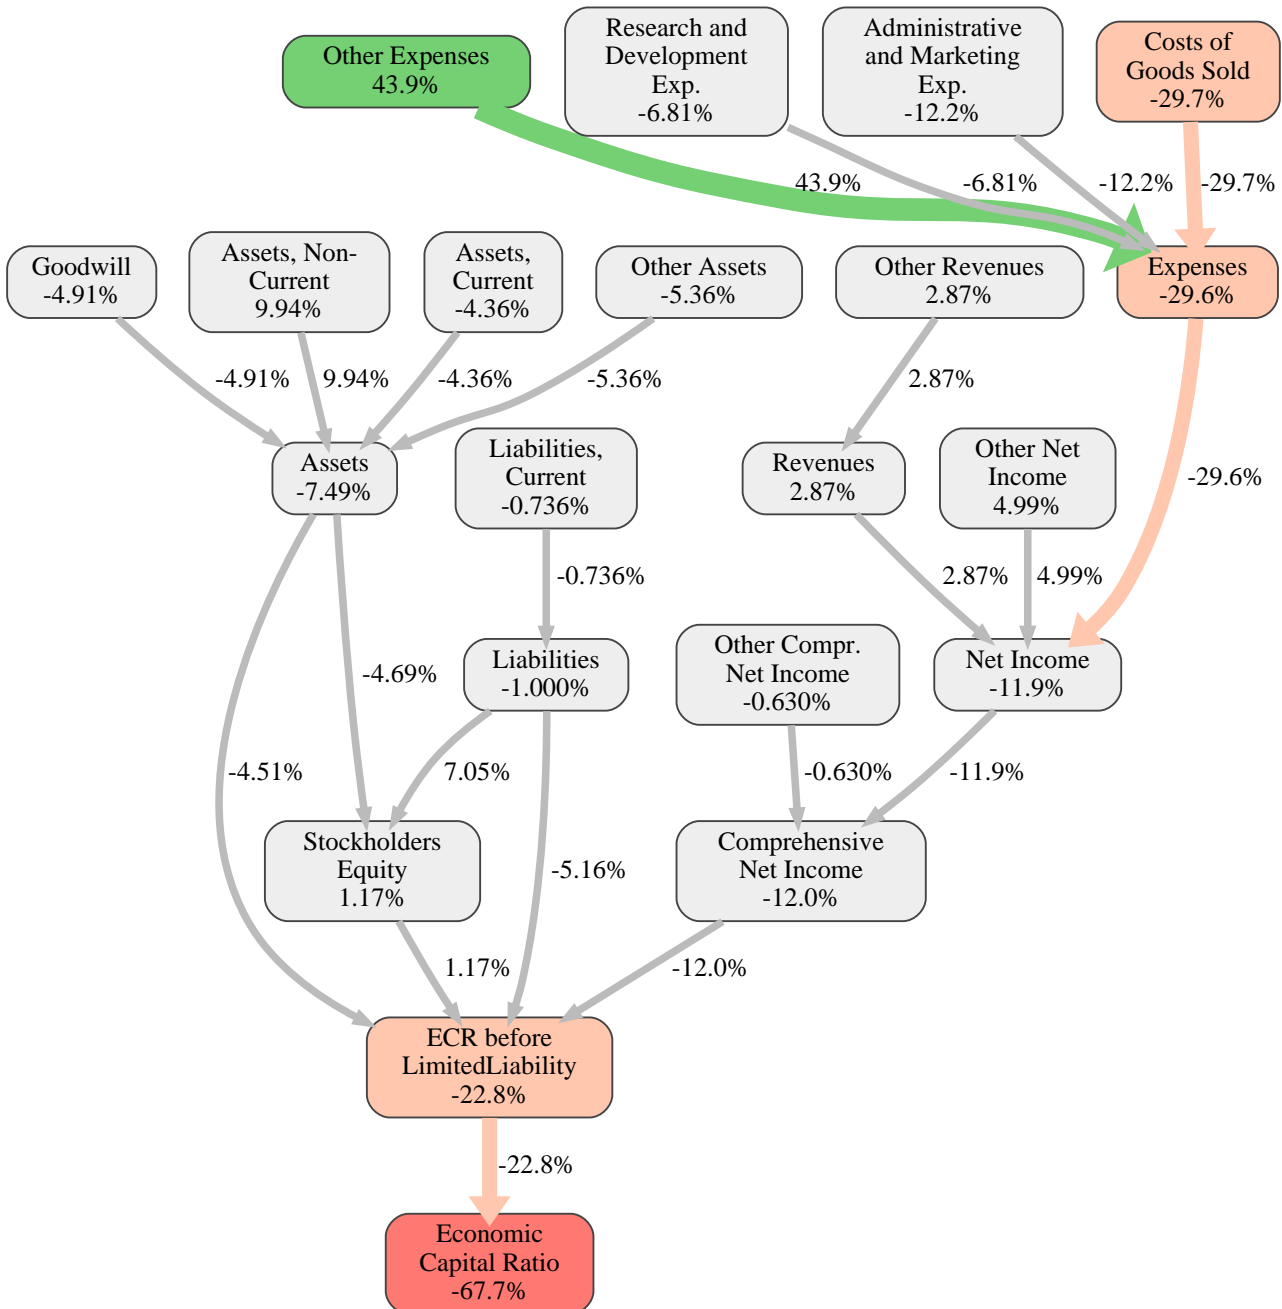 Other Expenses
43.9%
Research and
Development
Exp.
-6.81%
Administrative
and Marketing
Exp.
-12.2%
Costs of
Goods Sold
-29.7%
43.9%
-6.81%
-12.2%
-29.7%
Goodwill
-4.91%
Assets, Non-
Current
9.94%
Assets,
Current
-4.36%
Other Assets
-5.36%
Other Revenues
2.87%
Expenses
-29.6%
-4.91%
9.94%
-4.36%
-5.36%
2.87%
Assets
-7.49%
Liabilities,
Current
-0.736%
Revenues
2.87%
Other Net
Income
4.99%
-29.6%
-0.736%
2.87%
4.99%
Liabilities
-1.000%
Other Compr.
Net Income
-0.630%
Net Income
-11.9%
-4.69%
-4.51%
7.05%
-0.630%
-11.9%
Stockholders
Equity
1.17%
-5.16%
Comprehensive
Net Income
-12.0%
1.17%
-12.0%
ECR before
LimitedLiability
-22.8%
-22.8%
Economic
Capital Ratio
-67.7%